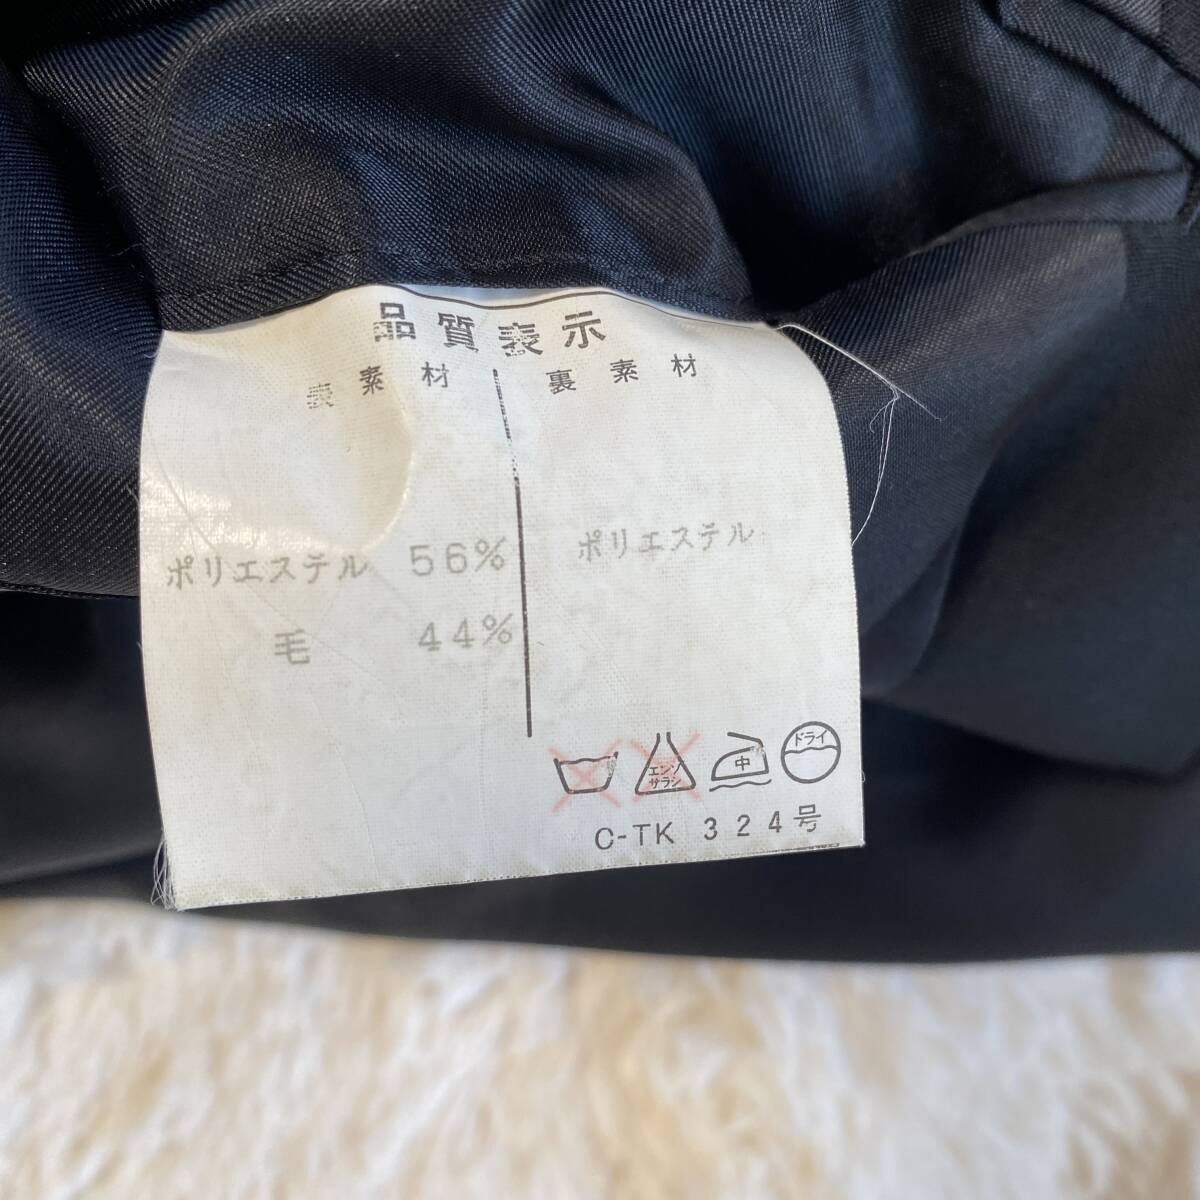 品質表示
表素材 裏素材
ポリエステル 56% ポリエステル
毛 44%
エンソ サラシ 中 ドライ
C-TK 324号